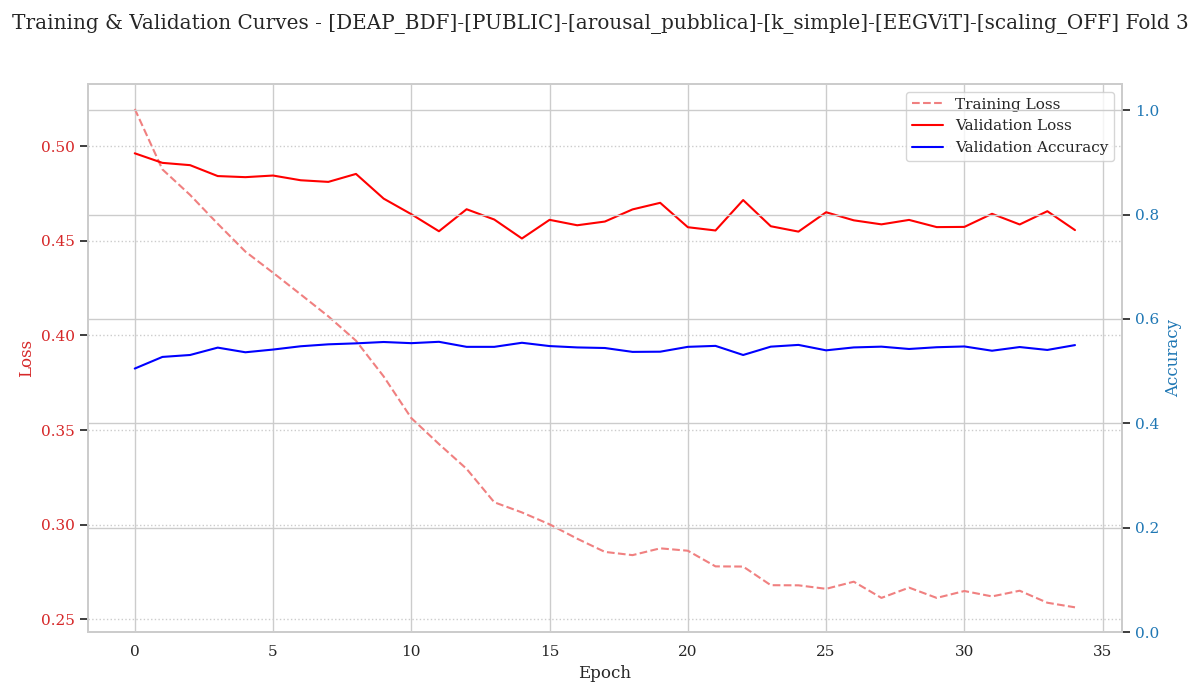 Training & Validation Curves - [DEAP_BDF]-[PUBLIC]-[arousal_pubblica]-[k_simple]-[EEGViT]-[scaling_OFF] Fold 3
Training Loss
Validation Loss
Validation Accuracy
0.50
0.45
0.40
0.35
0.30
0.25
Loss
1.0
0.8
0.6
0.4
0.2
0.0
Accuracy
0 5 10 15 20 25 30 35
Epoch